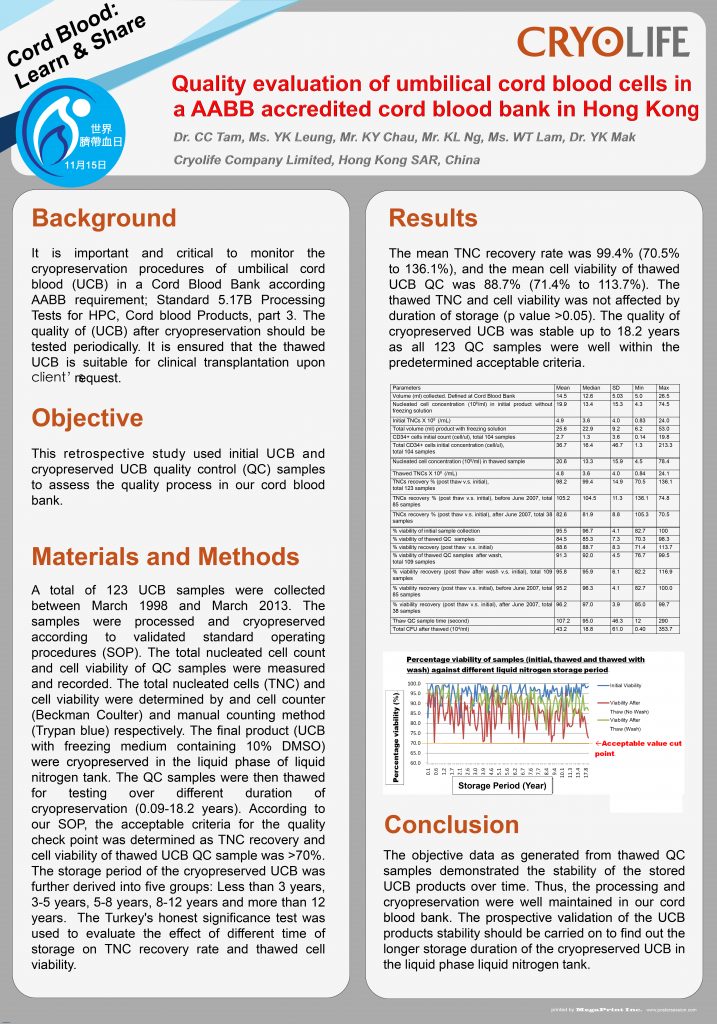 Cord Blood:
Learn & Share
世界
臍帶血日
11月15日
CRYOLIFE
Quality evaluation of umbilical cord blood cells in
a AABB accredited cord blood bank in Hong Kong
Dr. CC Tam, Ms. YK Leung, Mr. KY Chau, Mr. KL Ng, Ms. WT Lam, Dr. YK Mak
Cryolife Company Limited, Hong Kong SAR, China
Background
It is important and critical to monitor the
cryopreservation procedures of umbilical cord
blood (UCB) in a Cord Blood Bank according
AABB requirement; Standard 5.17B Processing
Tests for HPC, Cord blood Products, part 3. The
quality of (UCB) after cryopreservation should be
tested periodically. It is ensured that the thawed
UCB is suitable for clinical transplantation upon
client's request.
Objective
This retrospective study used initial UCB and
cryopreserved UCB quality control (QC) samples
to assess the quality process in our cord blood
bank.
Materials and Methods
A total of 123 UCB samples were collected
between March 1998 and March 2013. The
samples were processed and cryopreserved
according to validated standard operating
procedures (SOP). The total nucleated cell count
and cell viability of QC samples were measured
and recorded. The total nucleated cells (TNC) and
cell viability were determined by and cell counter
(Beckman Coulter) and manual counting method
(Trypan blue) respectively. The final product (UCB
with freezing medium containing 10% DMSO)
were cryopreserved in the liquid phase of liquid
nitrogen tank. The QC samples were then thawed
for testing over different duration of
cryopreservation (0.09-18.2 years). According to
our SOP, the acceptable criteria for the quality
check point was determined as TNC recovery and
cell viability of thawed UCB QC sample was >70%.
The storage period of the cryopreserved UCB was
further derived into five groups: Less than 3 years,
3-5 years, 5-8 years, 8-12 years and more than 12
years. The Turkey's honest significance test was
used to evaluate the effect of different time of
storage on TNC recovery rate and thawed cell
viability.
Results
The mean TNC recovery rate was 99.4% (70.5%
to 136.1%), and the mean cell viability of thawed
UCB QC was 88.7% (71.4% to 113.7%). The
thawed TNC and cell viability was not affected by
duration of storage (p value >0.05). The quality of
cryopreserved UCB was stable up to 18.2 years
as all 123 QC samples were well within the
predetermined acceptable criteria.
Parameters Mean Median SD Min Max
Volume (ml) collected. Defined at Cord Blood Bank 14.5 12.6 5.03 5.0 26.5
Nucleated cell concentration (10⁶/ml) in initial product without 19.9 13.4 15.3 4.3 74.5
freezing solution
Initial TNCs X 10⁸ (/mL) 4.9 3.6 4.0 0.83 24.0
Total volume (ml) product with freezing solution 25.6 22.9 9.2 6.2 53.0
CD34+ cells initial count (cell/ul), total 104 samples 2.7 1.3 3.6 0.14 19.8
Total CD34+ cells initial concentration (cell/ul), 36.7 16.4 46.7 1.3 213.3
total 104 samples
Nucleated cell concentration (10⁶/ml) in thawed sample 20.6 13.3 15.9 4.5 78.4
Thawed TNCs X 10⁸ (/mL) 4.8 3.6 4.0 0.84 24.1
TNCs recovery % (post thaw v.s. initial), 98.2 99.4 14.9 70.5 136.1
total 123 samples
TNCs recovery % (post thaw v.s. initial), before June 2007, total 105.2 104.5 11.3 136.1 74.8
85 samples
TNCs recovery % (post thaw v.s. initial), after June 2007, total 38 82.6 81.9 8.8 105.3 70.5
samples
% viability of initial sample collection 95.5 96.7 4.1 82.7 100
% viability of thawed QC samples 84.5 85.3 7.3 70.3 98.3
% viability recovery (post thaw v.s. initial) 88.6 88.7 8.3 71.4 113.7
% viability of thawed QC samples after wash, 91.3 92.0 4.5 76.7 99.5
total 109 samples
% viability recovery (post thaw after wash v.s. initial), total 109 95.8 95.9 6.1 82.2 116.9
samples
% viability recovery (post thaw v.s. initial), before June 2007, total 95.2 96.3 4.1 82.7 100.0
85 samples
% viability recovery (post thaw v.s. initial), after June 2007, total 96.2 97.0 3.9 85.0 99.7
38 samples
Thaw QC sample time (second) 107.2 95.0 46.3 12 290
Total CFU after thawed (10⁴/ml) 43.2 18.8 61.0 0.40 353.7
Percentage viability of samples (initial, thawed and thawed with
wash) against different liquid nitrogen storage period
Percentage viability (%)
100.0
95.0
90.0
85.0
80.0
75.0
70.0
65.0
60.0
Initial Viability
Viability After
Thaw (No Wash)
Viability After
Thaw (Wash)
←Acceptable value cut
point
Storage Period (Year)
Conclusion
The objective data as generated from thawed QC
samples demonstrated the stability of the stored
UCB products over time. Thus, the processing and
cryopreservation were well maintained in our cord
blood bank. The prospective validation of the UCB
products stability should be carried on to find out the
longer storage duration of the cryopreserved UCB in
the liquid phase liquid nitrogen tank.
printed by MegaPrint Inc. www.postersession.com